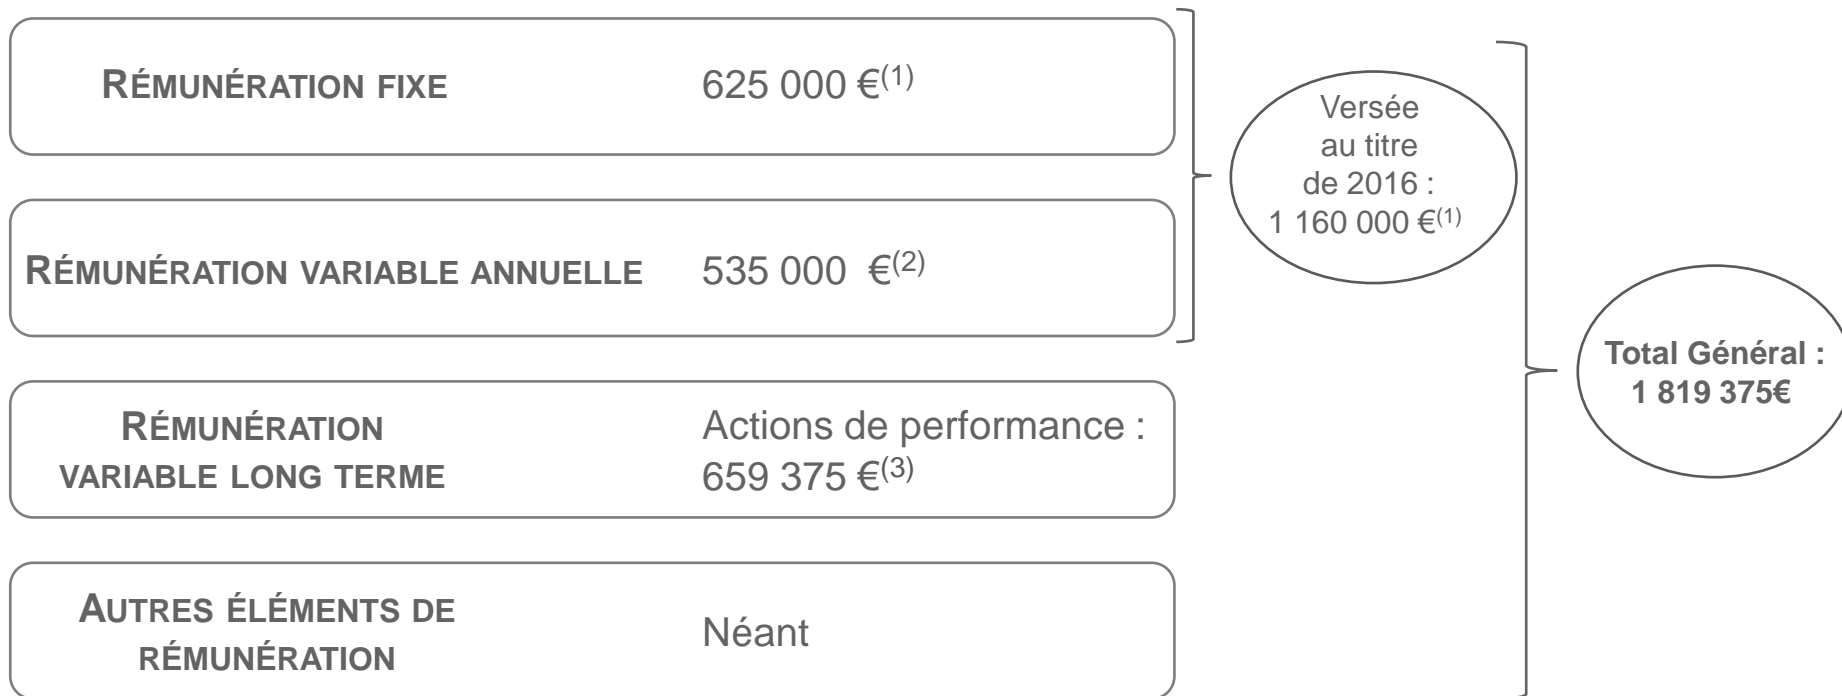 RÉMUNÉRATION FIXE 625 000 €(1)
Versée
au titre
de 2016 :
1 160 000 €(1)
RÉMUNÉRATION VARIABLE ANNUELLE 535 000 €(2)
Total Général :
1 819 375€
RÉMUNÉRATION
VARIABLE LONG TERME
Actions de performance :
659 375 €(3)
AUTRES ÉLÉMENTS DE
RÉMUNÉRATION
Néant